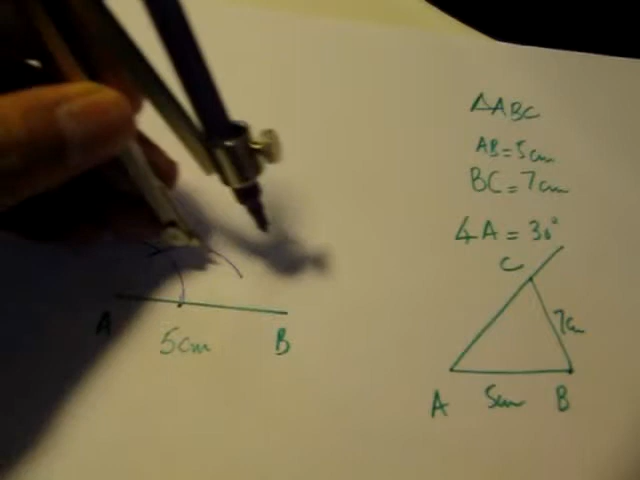 △ABC
AB=5cm
BC=7cm
∡A=30°
C
7cm
A 5cm B
A 5cm B